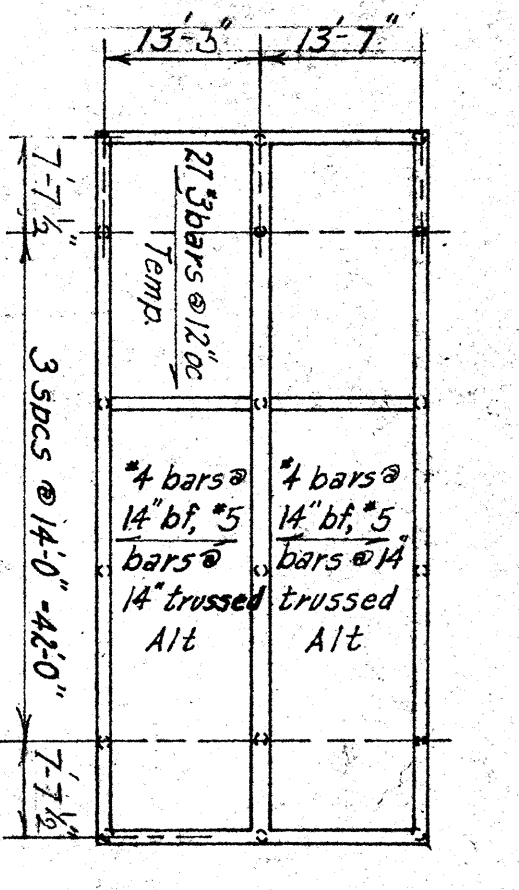 13'-3" 13'-7"
7'-7½"
27 #3 bars @ 12" oc
Temp.
3 spcs @ 14'-0" = 42'-0"
#4 bars @
14" bf, #5
bars @
14" trussed
Alt
#4 bars @
14" bf, #5
bars @ 14"
trussed
Alt
7'-7½"